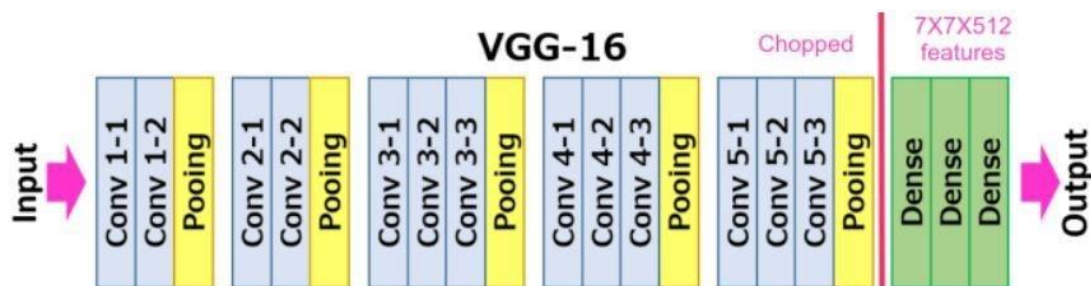 VGG-16
Chopped
7X7X512
features
Input
Conv 1-1
Conv 1-2
Pooing
Conv 2-1
Conv 2-2
Pooing
Conv 3-1
Conv 3-2
Conv 3-3
Pooing
Conv 4-1
Conv 4-2
Conv 4-3
Pooing
Conv 5-1
Conv 5-2
Conv 5-3
Pooing
Dense
Dense
Dense
Output